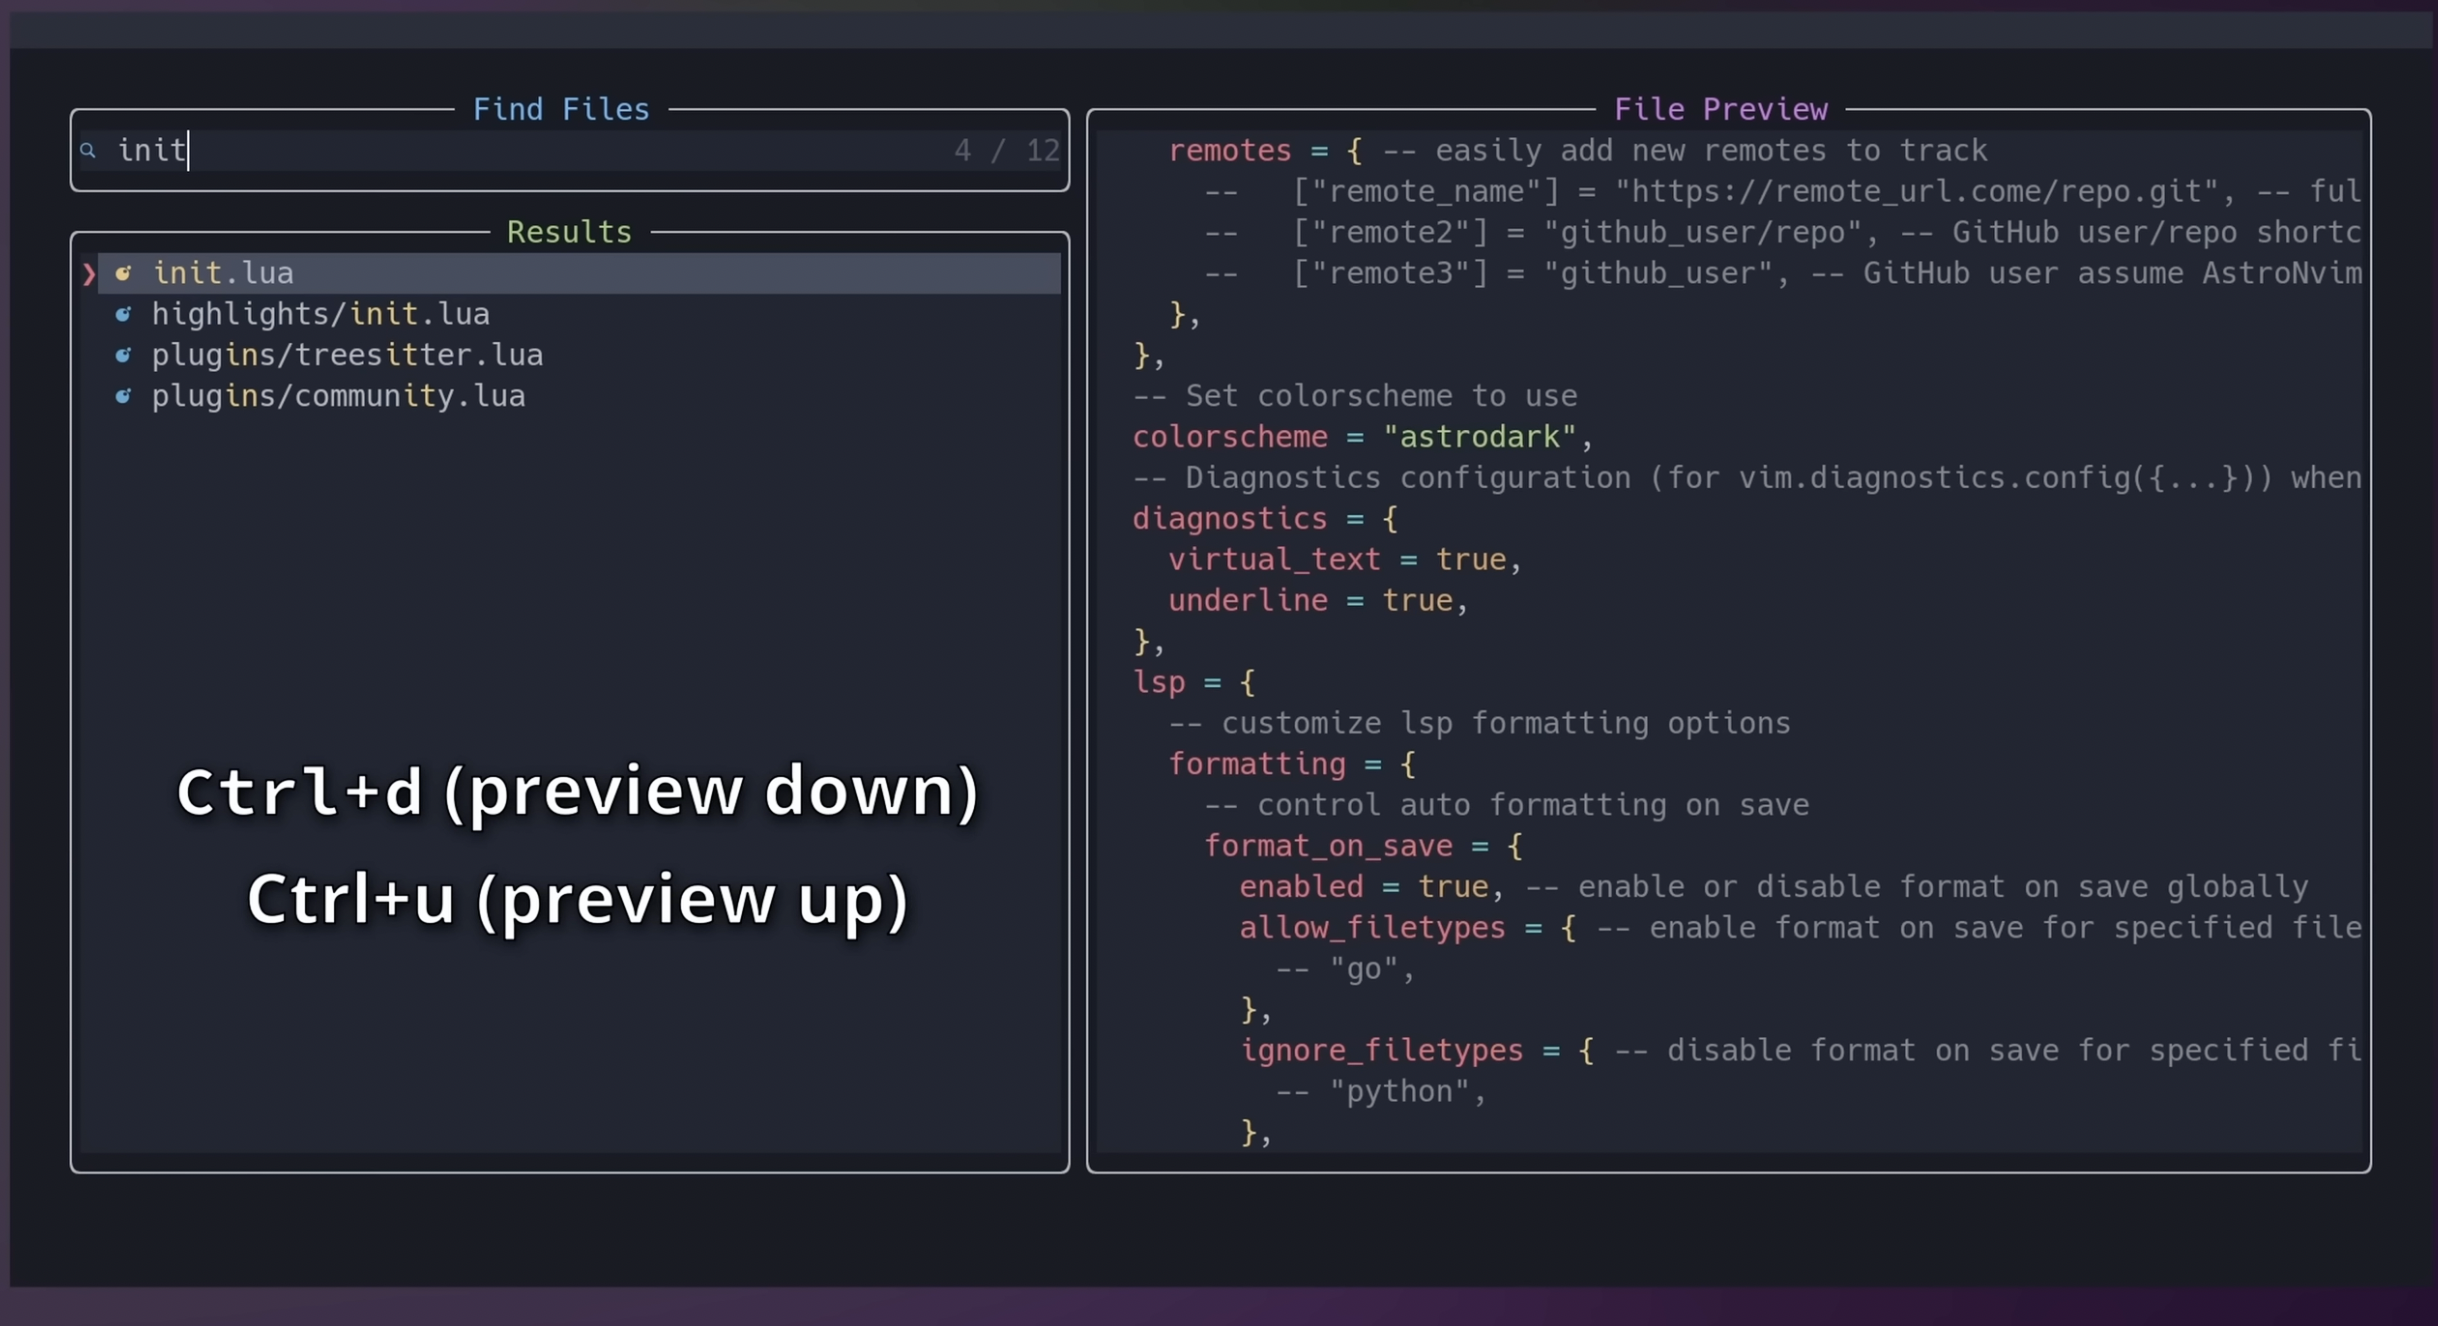 Find Files
init 4 / 12
Results
❯ init.lua
highlights/init.lua
plugins/treesitter.lua
plugins/community.lua
Ctrl+d (preview down)
Ctrl+u (preview up)
File Preview
remotes = { -- easily add new remotes to track
--   ["remote_name"] = "https://remote_url.come/repo.git", -- ful
--   ["remote2"] = "github_user/repo", -- GitHub user/repo shortc
--   ["remote3"] = "github_user", -- GitHub user assume AstroNvim
},
},
-- Set colorscheme to use
colorscheme = "astrodark",
-- Diagnostics configuration (for vim.diagnostics.config({...})) when
diagnostics = {
virtual_text = true,
underline = true,
},
lsp = {
-- customize lsp formatting options
formatting = {
-- control auto formatting on save
format_on_save = {
enabled = true, -- enable or disable format on save globally
allow_filetypes = { -- enable format on save for specified file
-- "go",
},
ignore_filetypes = { -- disable format on save for specified fi
-- "python",
},